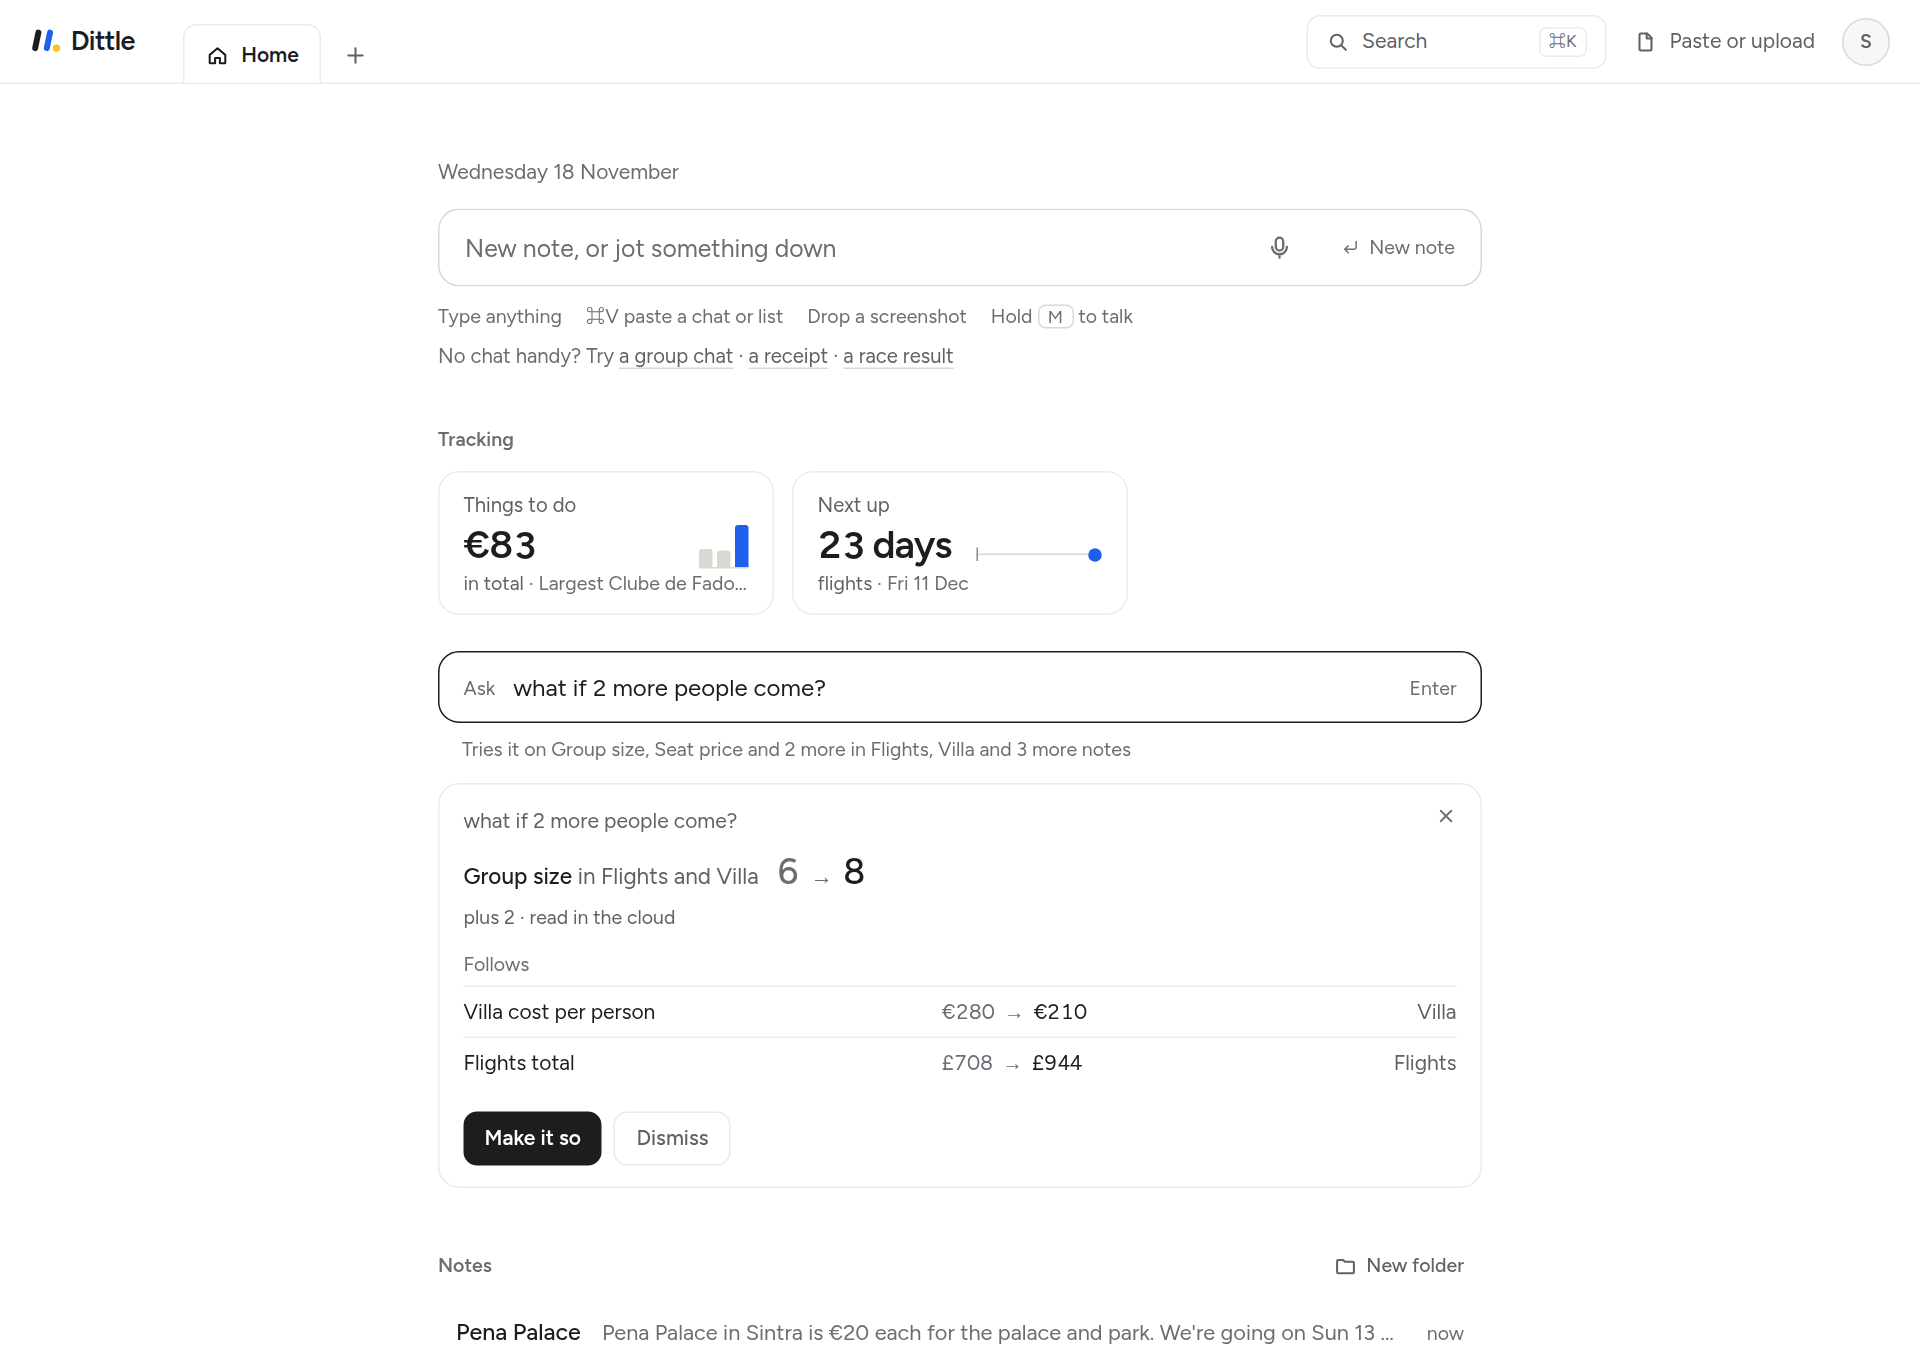 Dittle
Home
Search ⌘K
Paste or upload
S
Wednesday 18 November
New note, or jot something down
↵ New note
Type anything ⌘V paste a chat or list Drop a screenshot Hold M to talk
No chat handy? Try a group chat · a receipt · a race result
Tracking
Things to do
€83
in total · Largest Clube de Fado...
Next up
23 days
flights · Fri 11 Dec
Ask what if 2 more people come? Enter
Tries it on Group size, Seat price and 2 more in Flights, Villa and 3 more notes
what if 2 more people come?
Group size in Flights and Villa 6 → 8
plus 2 · read in the cloud
Follows
Villa cost per person €280 → €210 Villa
Flights total £708 → £944 Flights
Make it so Dismiss
Notes New folder
Pena Palace Pena Palace in Sintra is €20 each for the palace and park. We're going on Sun 13 ... now